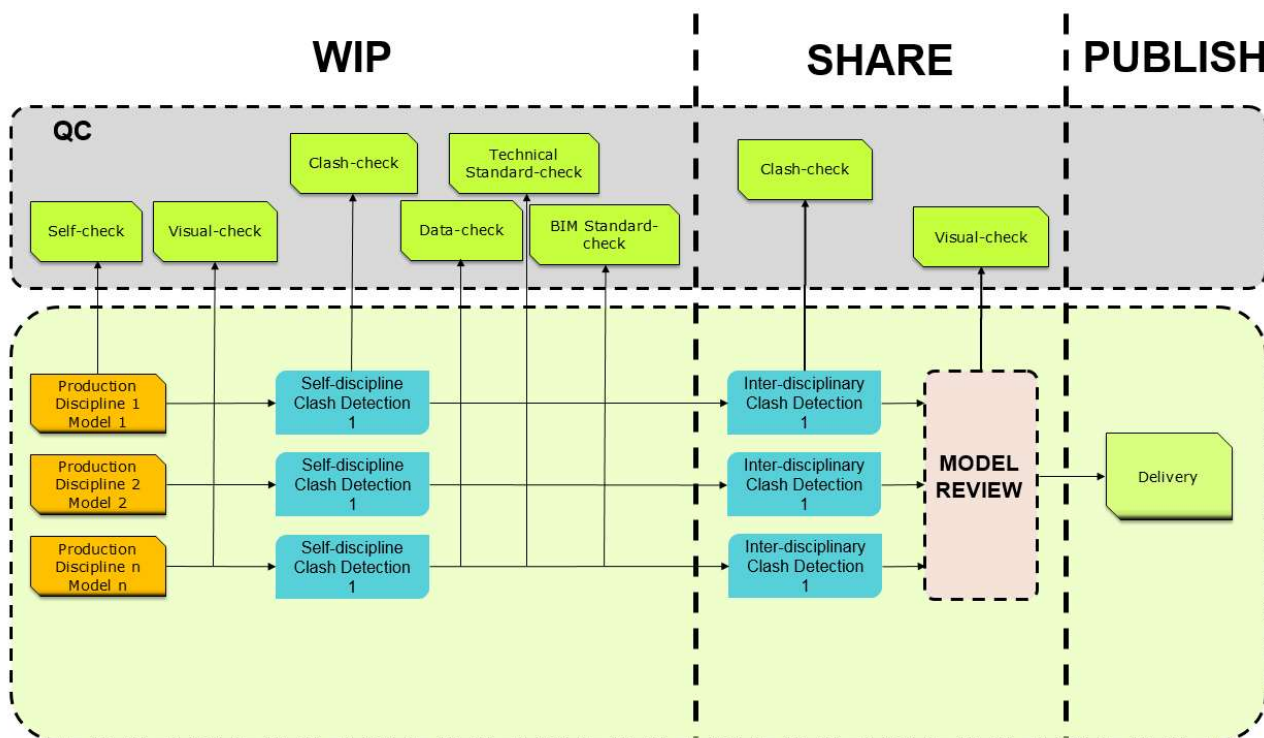 WIP
SHARE
PUBLISH
QC
Self-check
Visual-check
Clash-check
Data-check
Technical
Standard-check
BIM Standard-
check
Clash-check
Visual-check
Production
Discipline 1
Model 1
Self-discipline
Clash Detection
1
Inter-disciplinary
Clash Detection
1
Production
Discipline 2
Model 2
Self-discipline
Clash Detection
1
Inter-disciplinary
Clash Detection
1
Production
Discipline n
Model n
Self-discipline
Clash Detection
1
Inter-disciplinary
Clash Detection
1
MODEL
REVIEW
Delivery